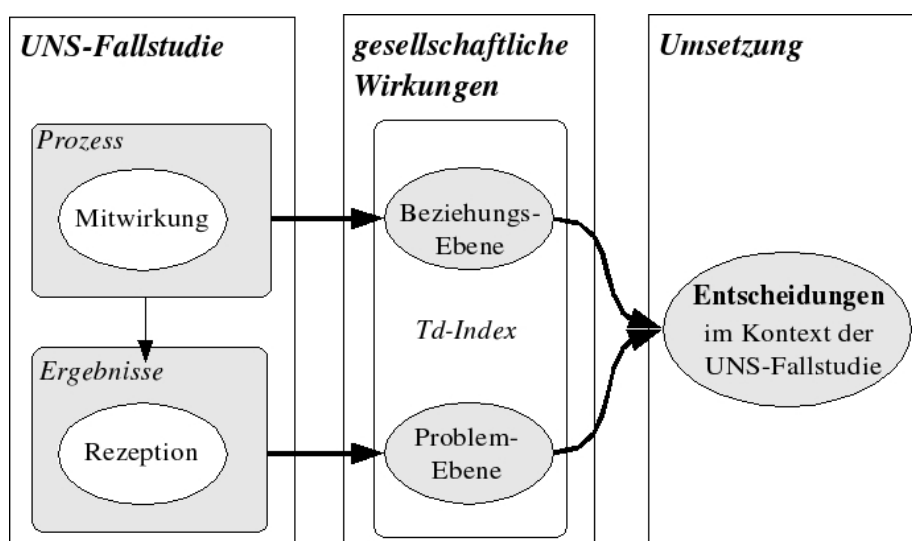 UNS-Fallstudie
Prozess
Mitwirkung
Ergebnisse
Rezeption
gesellschaftliche
Wirkungen
Beziehungs-
Ebene
Td-Index
Problem-
Ebene
Umsetzung
Entscheidungen
im Kontext der
UNS-Fallstudie